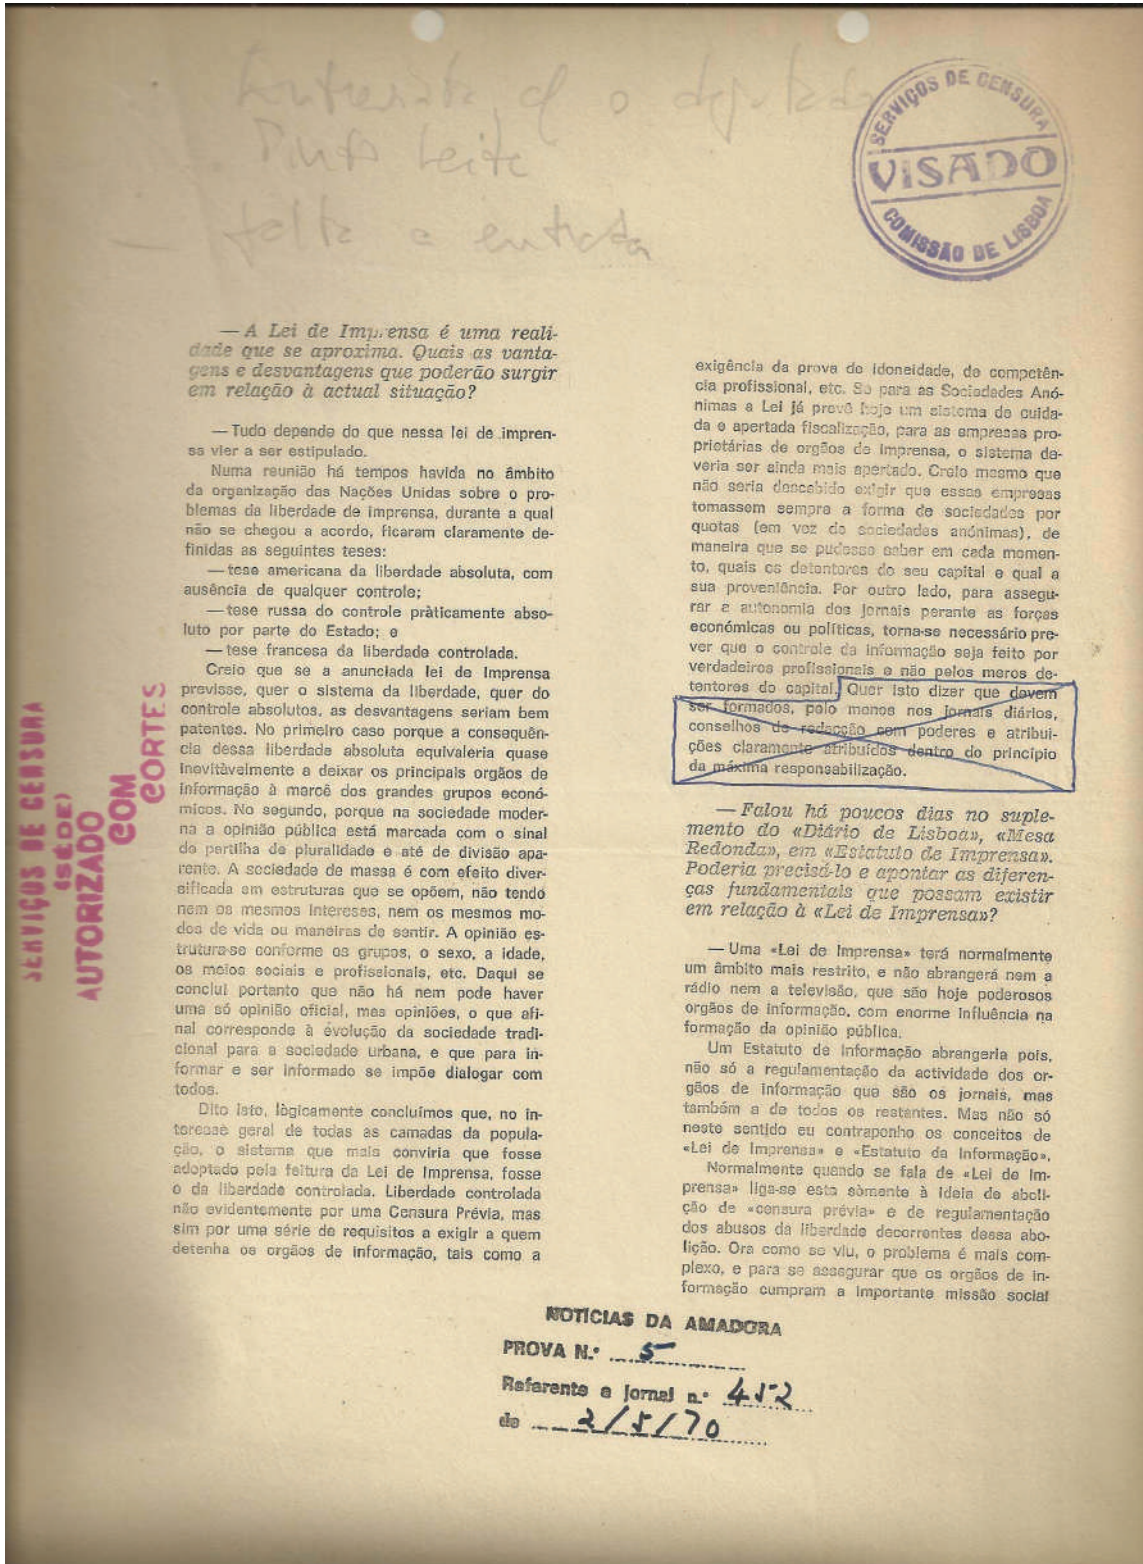 Entrevista c/ o deputado
Pinto Leite
— falta a entrada
SERVIÇOS DE CENSURA
VISADO
COMISSÃO DE LISBOA
SERVIÇOS DE CENSURA
(SÉDE)
AUTORIZADO
COM
CORTES
— A Lei de Imprensa é uma reali-
dade que se aproxima. Quais as vanta-
gens e desvantagens que poderão surgir
em relação à actual situação?
— Tudo depende do que nessa lei de impren-
sa vier a ser estipulado.
Numa reunião há tempos havida no âmbito
da organização das Nações Unidas sobre o pro-
blemas da liberdade de imprensa, durante a qual
não se chegou a acordo, ficaram claramente de-
finidas as seguintes teses:
— tese americana da liberdade absoluta, com
ausência de qualquer controle;
— tese russa do controle pràticamente abso-
luto por parte do Estado; e
— tese francesa da liberdade controlada.
Creio que se a anunciada lei de Imprensa
previsse, quer o sistema da liberdade, quer do
controle absolutos, as desvantagens seriam bem
patentes. No primeiro caso porque a consequên-
cia dessa liberdade absoluta equivaleria quase
inevitàvelmente a deixar os principais orgãos de
informação à mercê dos grandes grupos econó-
micos. No segundo, porque na sociedade moder-
na a opinião pública está marcada com o sinal
de partilha de pluralidade e até de divisão apa-
rente. A sociedade de massa é com efeito diver-
sificada em estruturas que se opõem, não tendo
nem os mesmos interesses, nem os mesmos mo-
dos de vida ou maneiras de sentir. A opinião es-
trutura-se conforme os grupos, o sexo, a idade,
os meios sociais e profissionais, etc. Daqui se
conclui portanto que não há nem pode haver
uma só opinião oficial, mas opiniões, o que afi-
nal corresponde à évolução da sociedade tradi-
cional para a sociedade urbana, e que para in-
formar e ser informado se impõe dialogar com
todos.
Dito isto, lògicamente concluímos que, no in-
teresse geral de todas as camadas da popula-
ção, o sistema que mais conviria que fosse
adoptado pela feitura da Lei de Imprensa, fosse
o da liberdade controlada. Liberdade controlada
não evidentemente por uma Censura Prévia, mas
sim por uma série de requisitos a exigir a quem
detenha os orgãos de informação, tais como a
exigência da prova de idoneidade, de competên-
cia profissional, etc. Se para as Sociedades Anó-
nimas a Lei já prevê hoje um sistema de cuida-
da e apertada fiscalização, para as empresas pro-
prietárias de orgãos de imprensa, o sistema de-
veria ser ainda mais apertado. Creio mesmo que
não seria descabido exigir que essas empresas
tomassem sempre a forma de sociedades por
quotas (em vez de sociedades anónimas), de
maneira que se pudesse saber em cada momen-
to, quais os detentores do seu capital e qual a
sua proveniência. Por outro lado, para assegu-
rar a autonomia dos jornais perante as forças
económicas ou políticas, torna-se necessário pre-
ver que o controle da informação seja feito por
verdadeiros profissionais e não pelos meros de-
tentores do capital. Quer isto dizer que devem
ser formados, pelo menos nos jornais diários,
conselhos de redacção com poderes e atribui-
ções claramente atribuídos dentro do princípio
da máxima responsabilização.
— Falou há poucos dias no suple-
mento do «Diário de Lisboa», «Mesa
Redonda», em «Estatuto de Imprensa».
Poderia precisá-lo e apontar as diferen-
ças fundamentais que possam existir
em relação à «Lei de Imprensa»?
— Uma «Lei de Imprensa» terá normalmente
um âmbito mais restrito, e não abrangerá nem a
rádio nem a televisão, que são hoje poderosos
orgãos de informação, com enorme influência na
formação da opinião pública.
Um Estatuto de Informação abrangeria pois,
não só a regulamentação da actividade dos or-
gãos de informação que são os jornais, mas
também a de todos os restantes. Mas não só
neste sentido eu contraponho os conceitos de
«Lei de Imprensa» e «Estatuto da Informação».
Normalmente quando se fala de «Lei de Im-
prensa» liga-se esta sòmente à ideia de aboli-
ção de «censura prévia» e de regulamentação
dos abusos da liberdade decorrentes dessa abo-
lição. Ora como se viu, o problema é mais com-
plexo, e para se assegurar que os orgãos de in-
formação cumpram a importante missão social
NOTÍCIAS DA AMADORA
PROVA N.º 5
Referente a jornal n.º 452
de 2/5/70